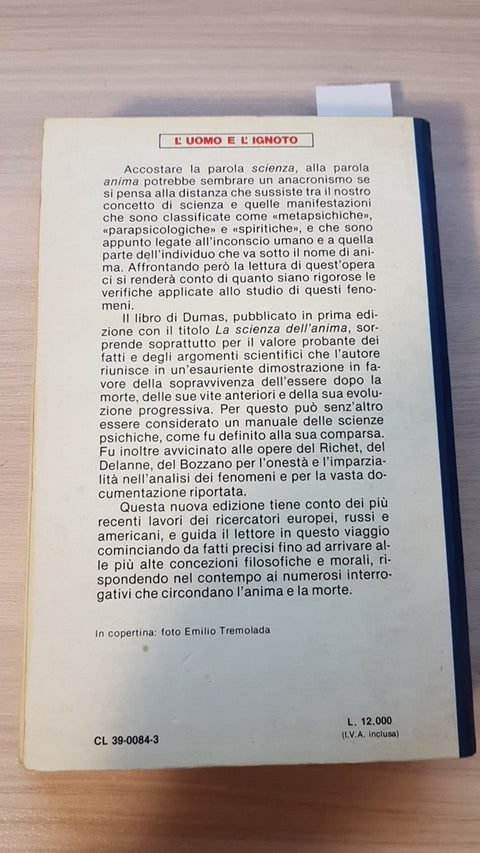 L'UOMO E L'IGNOTO
Accostare la parola scienza, alla parola
anima potrebbe sembrare un anacronismo se
si pensa alla distanza che sussiste tra il nostro
concetto di scienza e quelle manifestazioni
che sono classificate come «metapsichiche»,
«parapsicologiche» e «spiritiche», e che sono
appunto legate all'inconscio umano e a quella
parte dell'individuo che va sotto il nome di ani-
ma. Affrontando però la lettura di quest'opera
ci si renderà conto di quanto siano rigorose le
verifiche applicate allo studio di questi feno-
meni.
Il libro di Dumas, pubblicato in prima edi-
zione con il titolo La scienza dell'anima, sor-
prende soprattutto per il valore probante dei
fatti e degli argomenti scientifici che l'autore
riunisce in un'esauriente dimostrazione in fa-
vore della sopravvivenza dell'essere dopo la
morte, delle sue vite anteriori e della sua evolu-
zione progressiva. Per questo può senz'altro
essere considerato un manuale delle scienze
psichiche, come fu definito alla sua comparsa.
Fu inoltre avvicinato alle opere del Richet, del
Delanne, del Bozzano per l'onestà e l'imparzia-
lità nell'analisi dei fenomeni e per la vasta do-
cumentazione riportata.
Questa nuova edizione tiene conto dei più
recenti lavori dei ricercatori europei, russi e
americani, e guida il lettore in questo viaggio
cominciando da fatti precisi fino ad arrivare al-
le più alte concezioni filosofiche e morali, ri-
spondendo nel contempo ai numerosi interro-
gativi che circondano l'anima e la morte.
In copertina: foto Emilio Tremolada
L. 12.000
CL 39-0084-3
(I.V.A. inclusa)